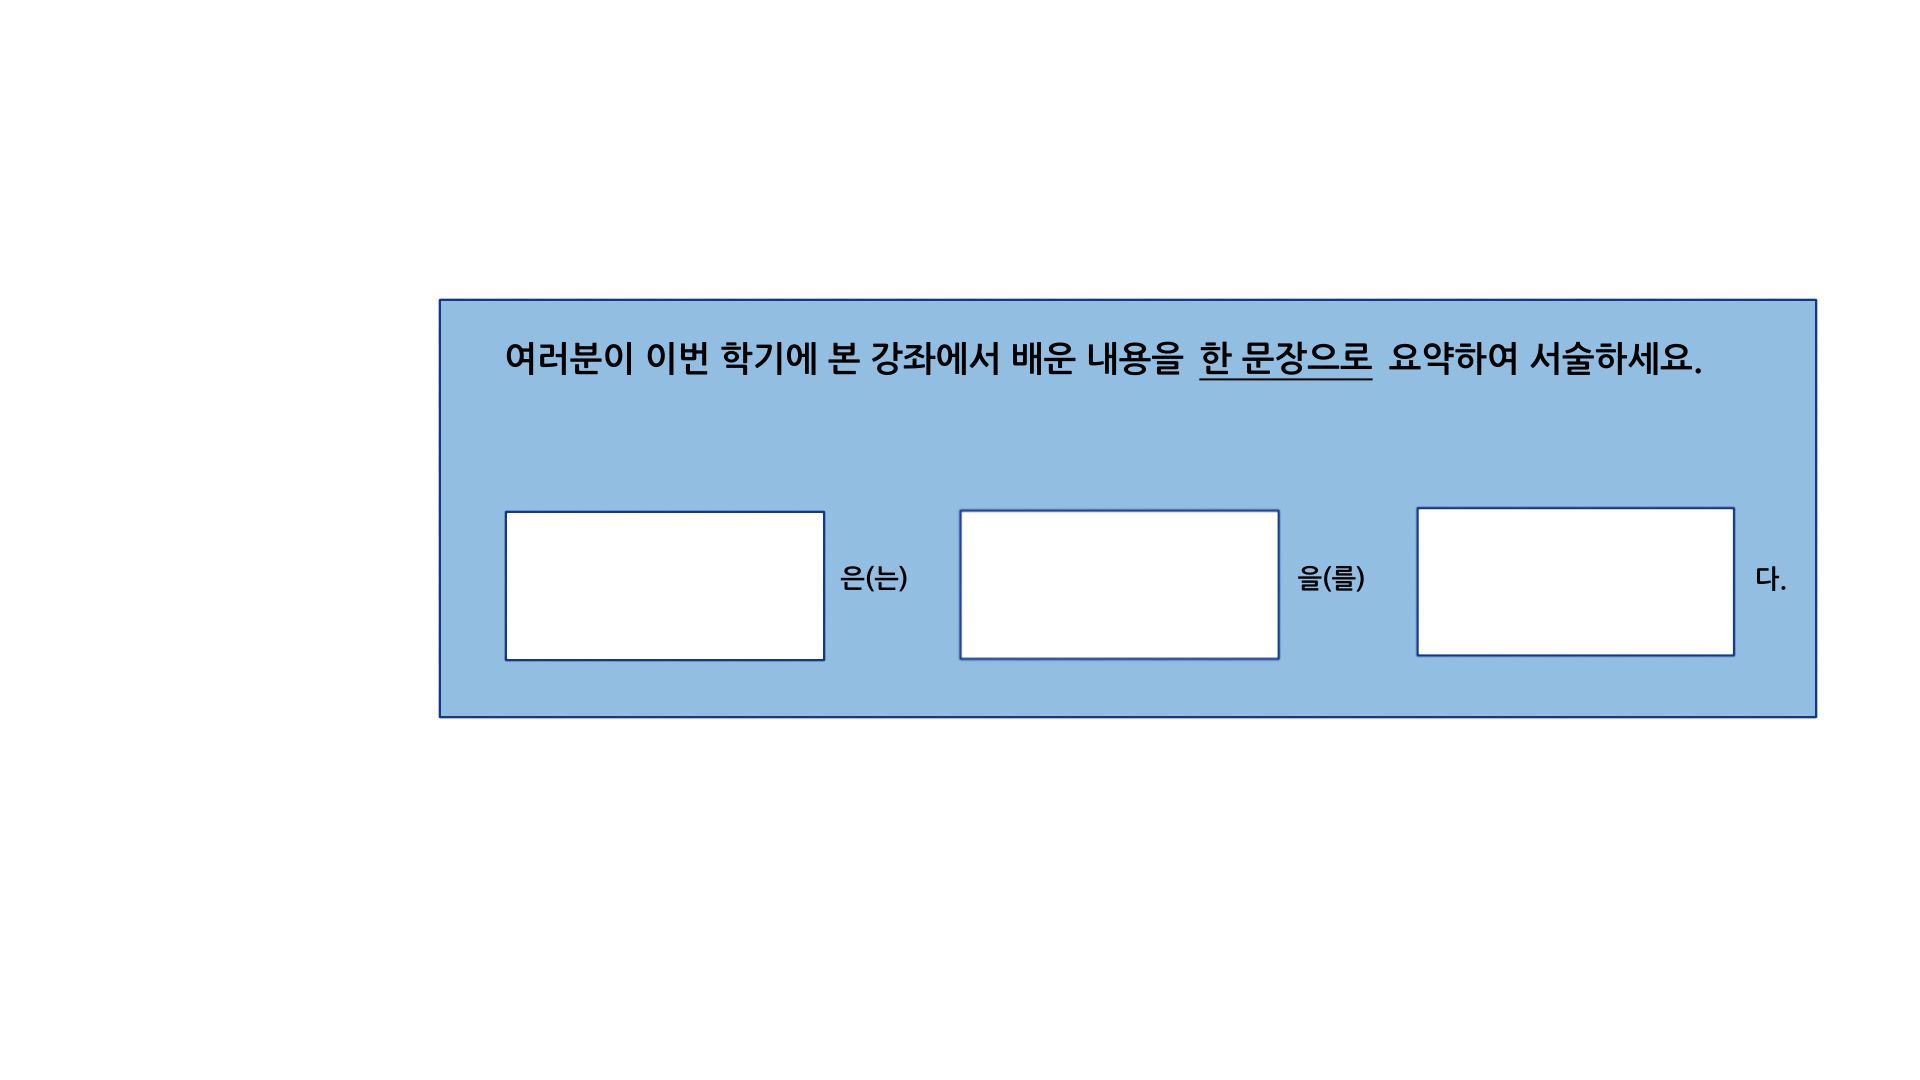 여러분이 이번 학기에 본 강좌에서 배운 내용을 한 문장으로 요약하여 서술하세요.
은(는) 을(를) 다.